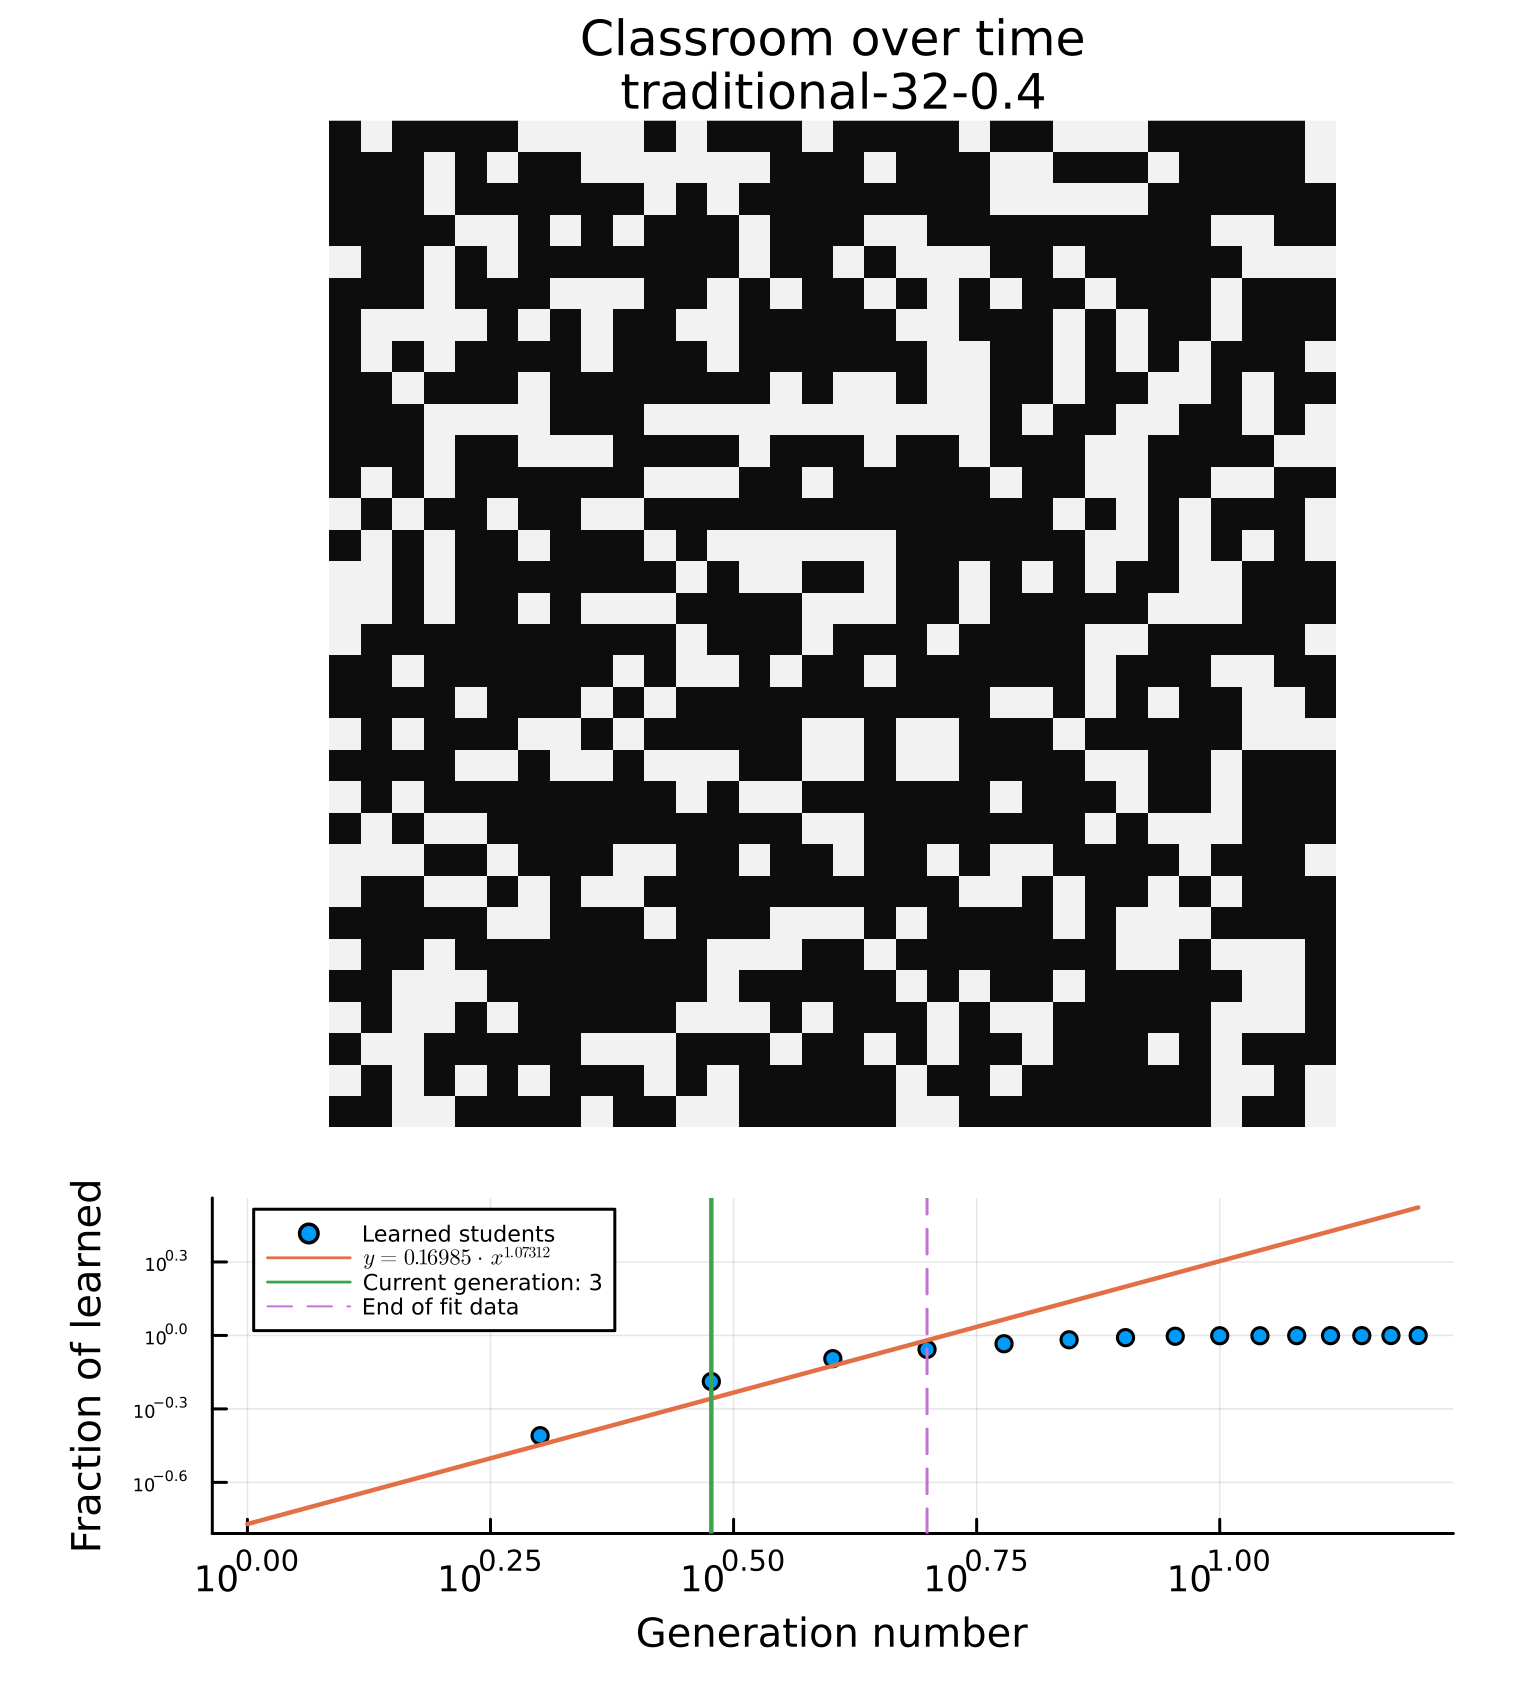 Classroom over time
traditional-32-0.4
Fraction of learned
10^0.3
10^0.0
10^−0.3
10^−0.6
Learned students
y = 0.16985 · x^1.07312
Current generation: 3
End of fit data
10^0.00 10^0.25 10^0.50 10^0.75 10^1.00
Generation number